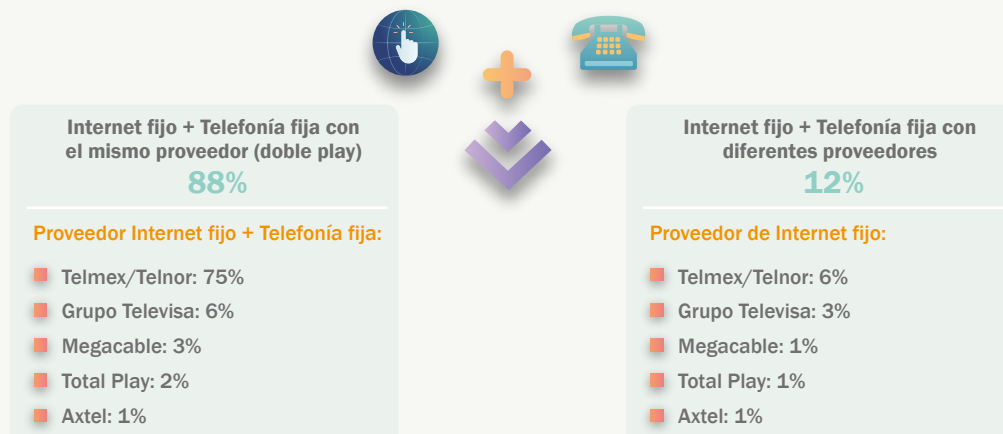 Internet fijo + Telefonía fija con
el mismo proveedor (doble play)
88%
Proveedor Internet fijo + Telefonía fija:
Telmex/Telnor: 75%
Grupo Televisa: 6%
Megacable: 3%
Total Play: 2%
Axtel: 1%
Internet fijo + Telefonía fija con
diferentes proveedores
12%
Proveedor de Internet fijo:
Telmex/Telnor: 6%
Grupo Televisa: 3%
Megacable: 1%
Total Play: 1%
Axtel: 1%